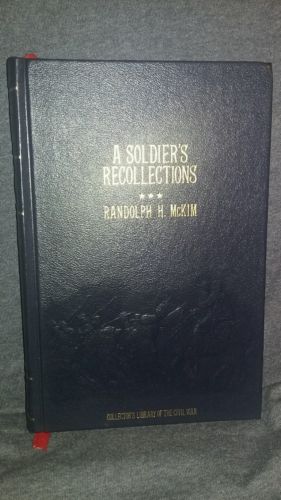 A SOLDIER'S
RECOLLECTIONS
★★★
RANDOLPH H. McKIM
COLLECTOR'S LIBRARY OF THE CIVIL WAR